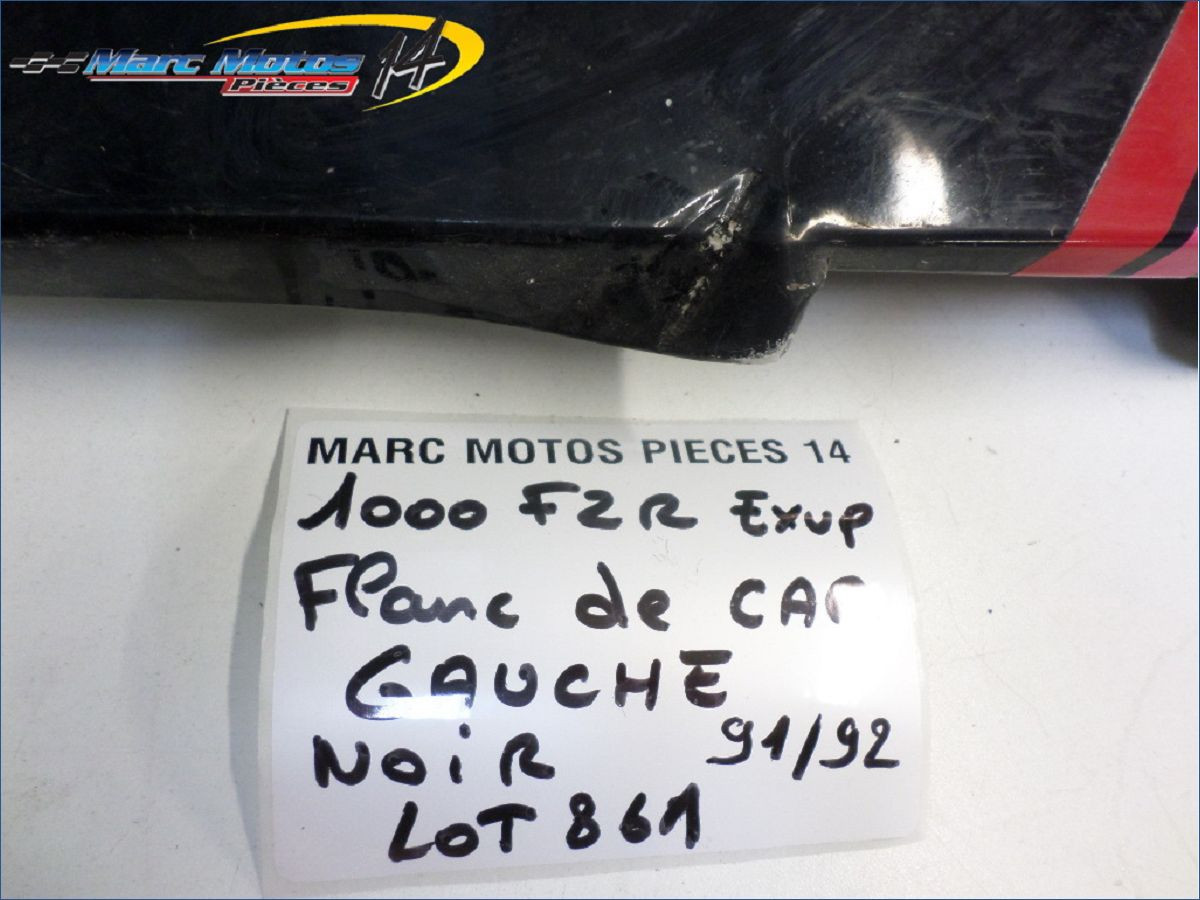 Marc Motos 14
Pièces
MARC MOTOS PIECES 14
1000 FZR Exup
Flanc de CAr
GAUCHE
NOiR 91/92
LOT 861